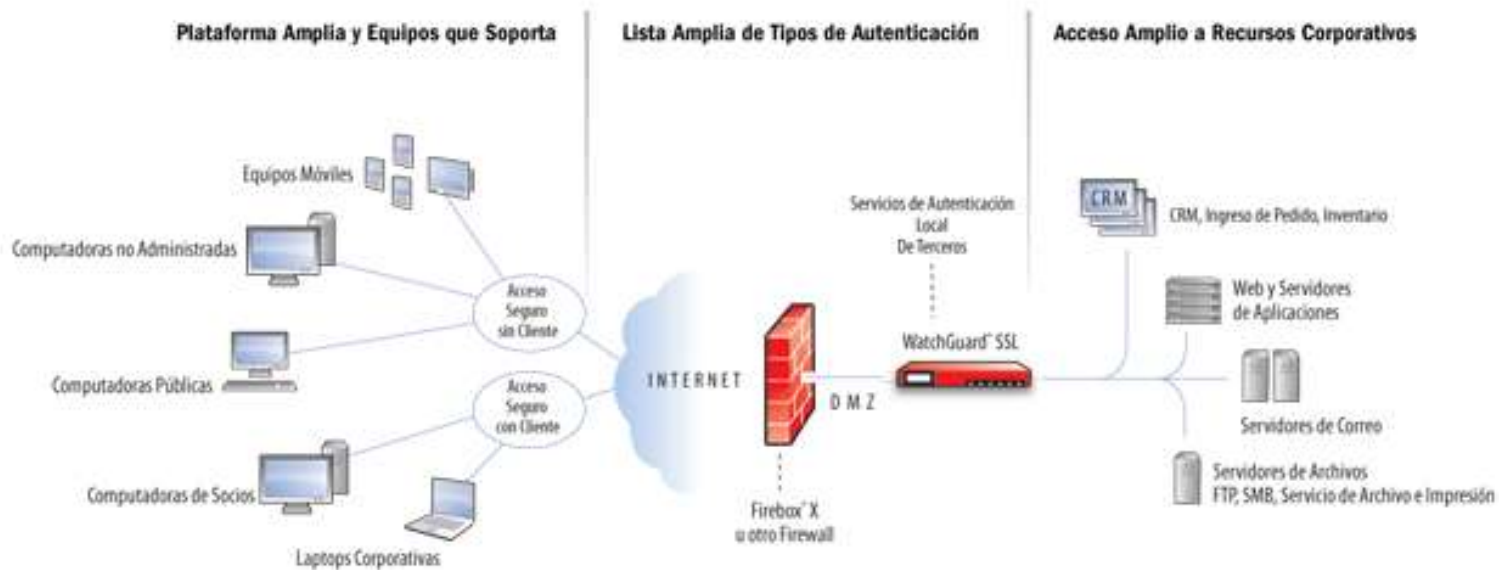 Plataforma Amplia y Equipos que Soporta
Lista Amplia de Tipos de Autenticación
Acceso Amplio a Recursos Corporativos
Equipos Móviles
Computadoras no Administradas
Computadoras Públicas
Computadoras de Socios
Laptops Corporativas
Acceso
Seguro
sin Cliente
Acceso
Seguro
con Cliente
INTERNET
Firebox® X
u otro Firewall
DMZ
Servicios de Autenticación
Local
De Terceros
WatchGuard® SSL
CRM
CRM, Ingreso de Pedido, Inventario
Web y Servidores
de Aplicaciones
Servidores de Correo
Servidores de Archivos
FTP, SMB, Servicio de Archivo e Impresión